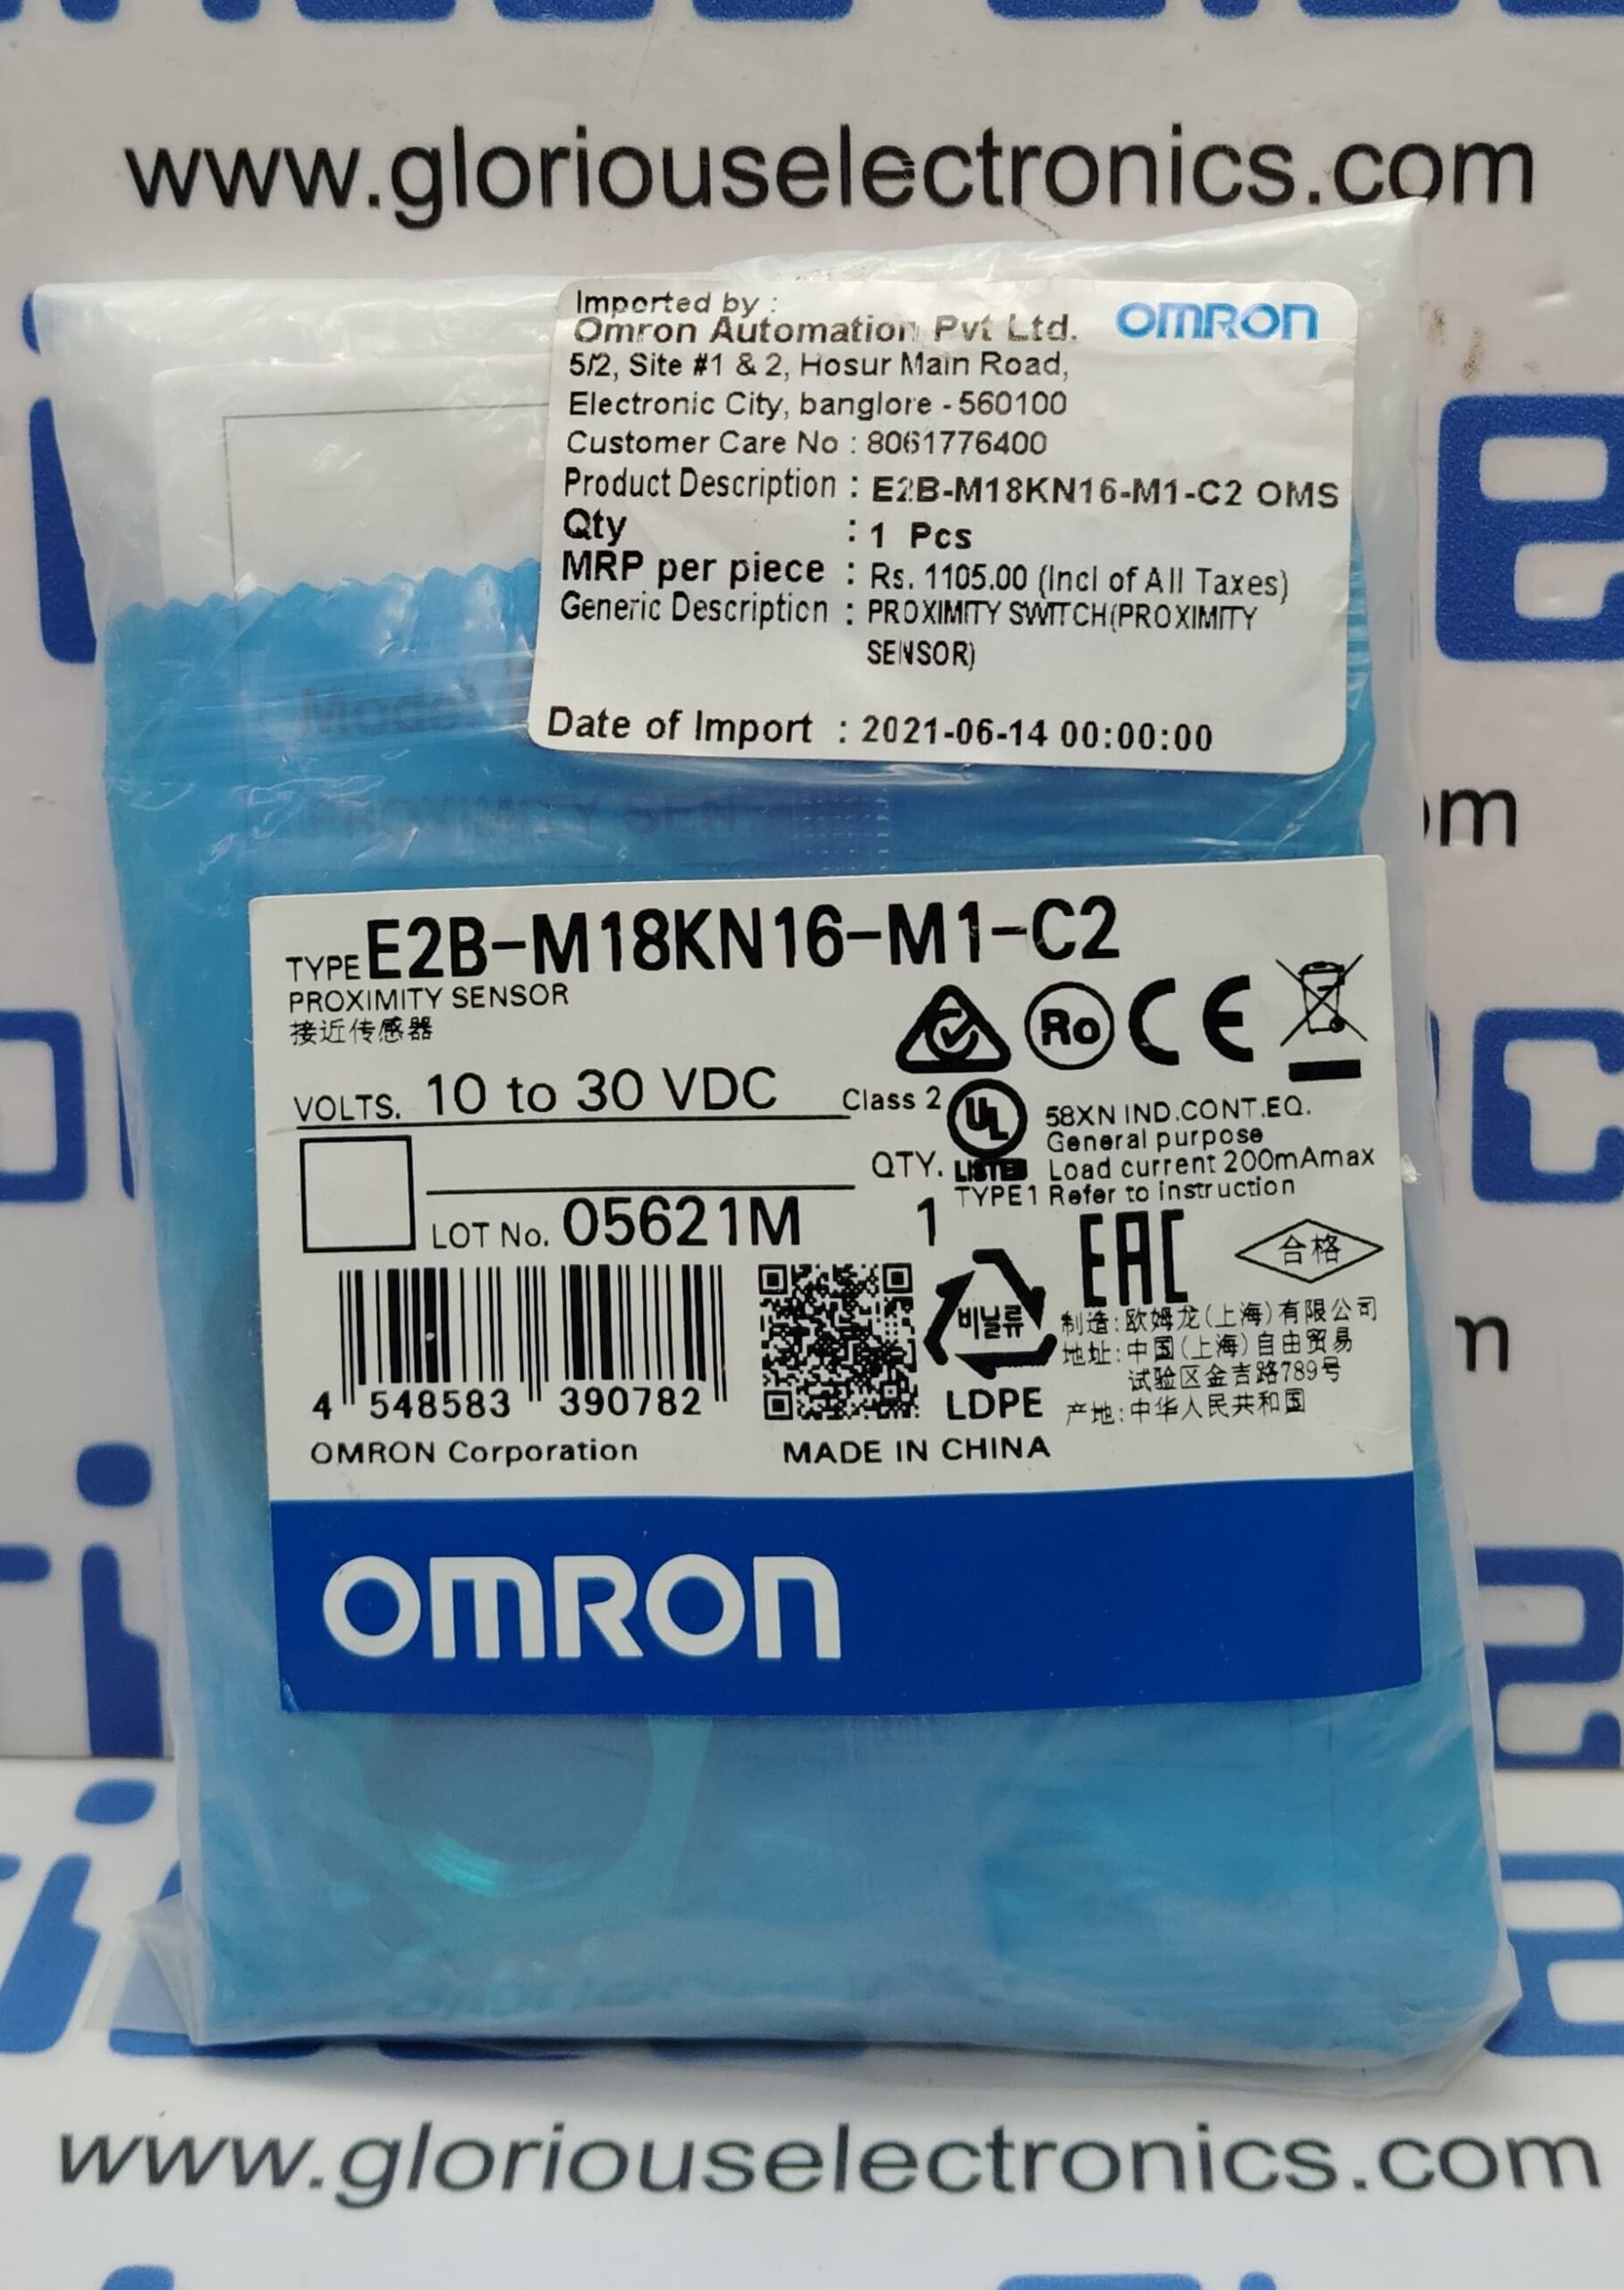 www.gloriouselectronics.com
Imported by :
Omron Automation Pvt Ltd.
OMRON
5/2, Site #1 & 2, Hosur Main Road,
Electronic City, banglore - 560100
Customer Care No : 8061776400
Product Description : E2B-M18KN16-M1-C2 OMS
Qty : 1 Pcs
MRP per piece : Rs. 1105.00 (Incl of All Taxes)
Generic Description : PROXIMITY SWITCH(PROXIMITY
SENSOR)
Date of Import : 2021-06-14 00:00:00
Model
PROXIMITY SEN
om
TYPE E2B-M18KN16-M1-C2
PROXIMITY SENSOR
接近传感器
Ro CE
VOLTS. 10 to 30 VDC
Class 2 UL LISTED
58XN IND.CONT.EQ.
General purpose
Load current 200mAmax
TYPE1 Refer to instruction
QTY. 1
LOT No. 05621M
EAC
合格
비닐류
LDPE
制造:欧姆龙(上海)有限公司
地址:中国(上海)自由贸易
试验区金吉路789号
产地:中华人民共和国
4 548583 390782
OMRON Corporation
MADE IN CHINA
m
OMRON
www.gloriouselectronics.com